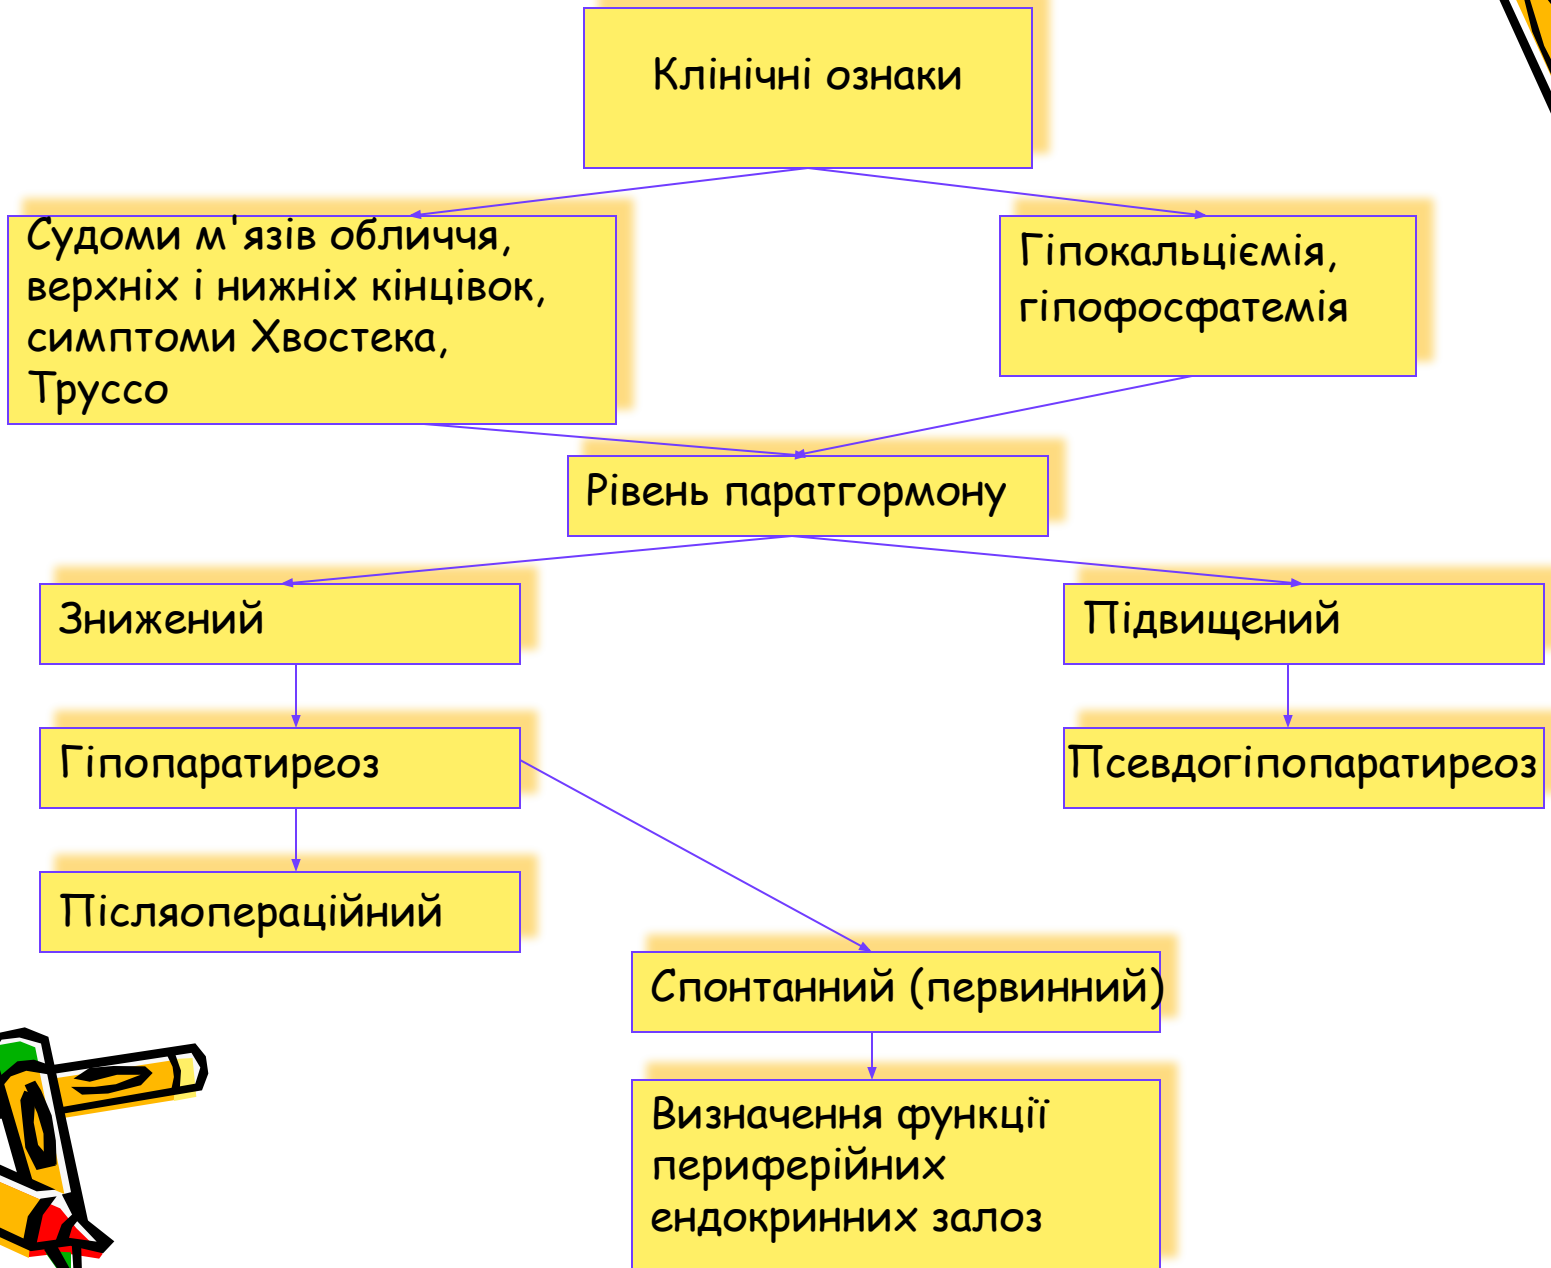 Клінічні ознаки
Судоми м'язів обличчя,
верхніх і нижніх кінцівок,
симптоми Хвостека,
Труссо
Гіпокальціємія,
гіпофосфатемія
Рівень паратгормону
Знижений
Підвищений
Гіпопаратиреоз
Псевдогіпопаратиреоз
Післяопераційний
Спонтанний (первинний)
Визначення функції
периферійних
ендокринних залоз